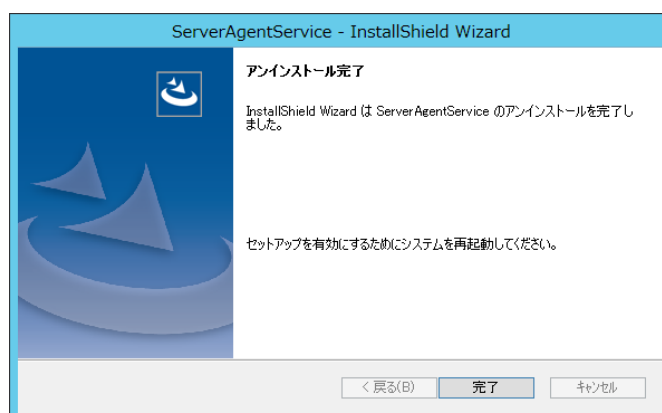 ServerAgentService - InstallShield Wizard
アンインストール完了
InstallShield Wizard は ServerAgentService のアンインストールを完了し
ました。
セットアップを有効にするためにシステムを再起動してください。
< 戻る(B)
完了
キャンセル